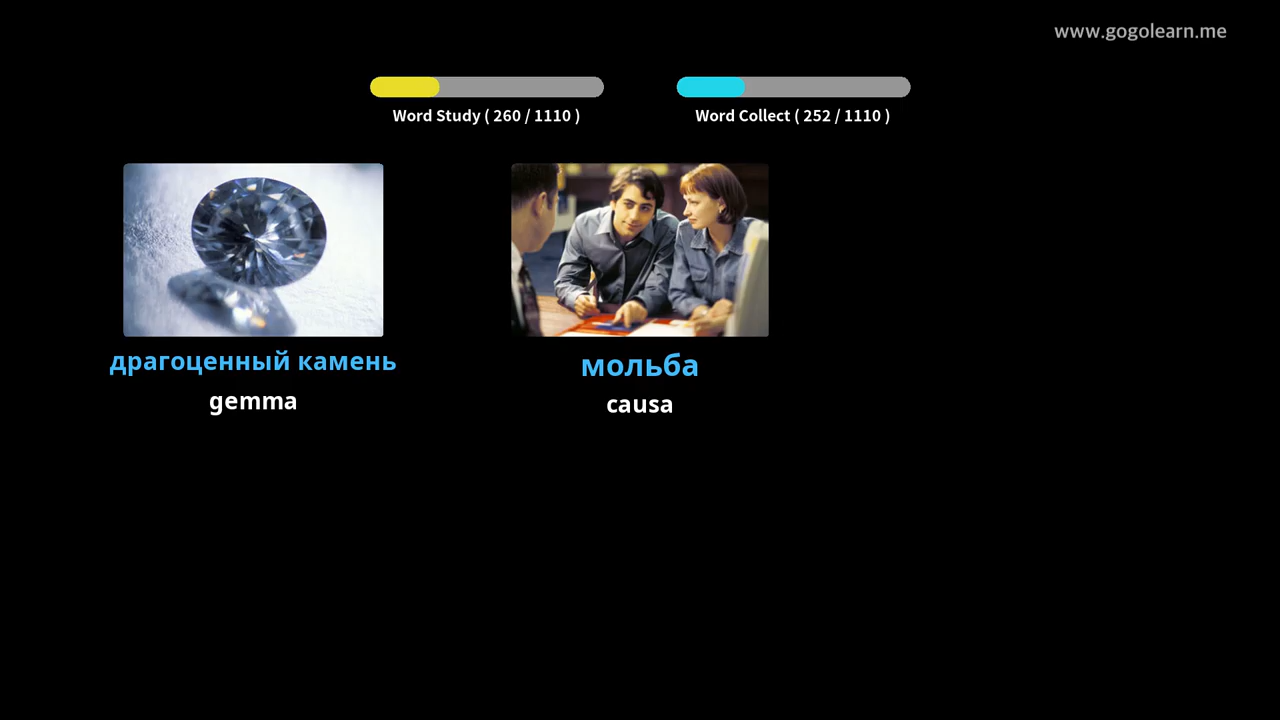 www.gogolearn.me
Word Study ( 260 / 1110 )
Word Collect ( 252 / 1110 )
драгоценный камень
gemma
мольба
causa